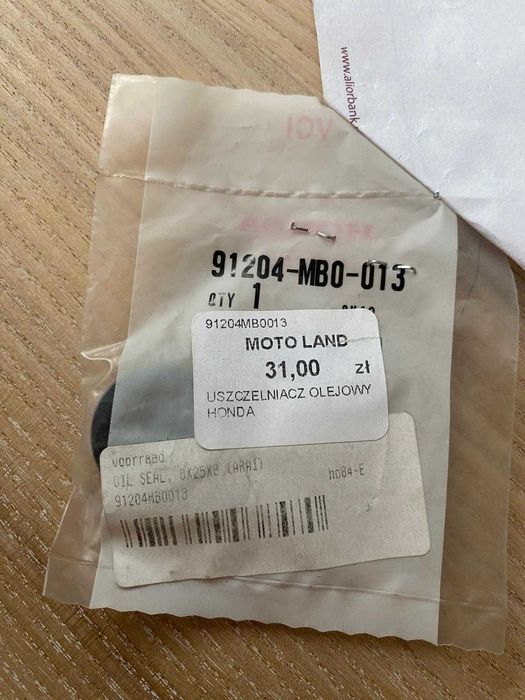 www.aliorbank
VCI
91204-MB0-013
QTY 1
91204MB0013
MOTO LAND
31,00 zł
USZCZELNIACZ OLEJOWY
HONDA
voorraad
OIL SEAL, 8X25X8 (ARAI) ho84-E
91204MB0013